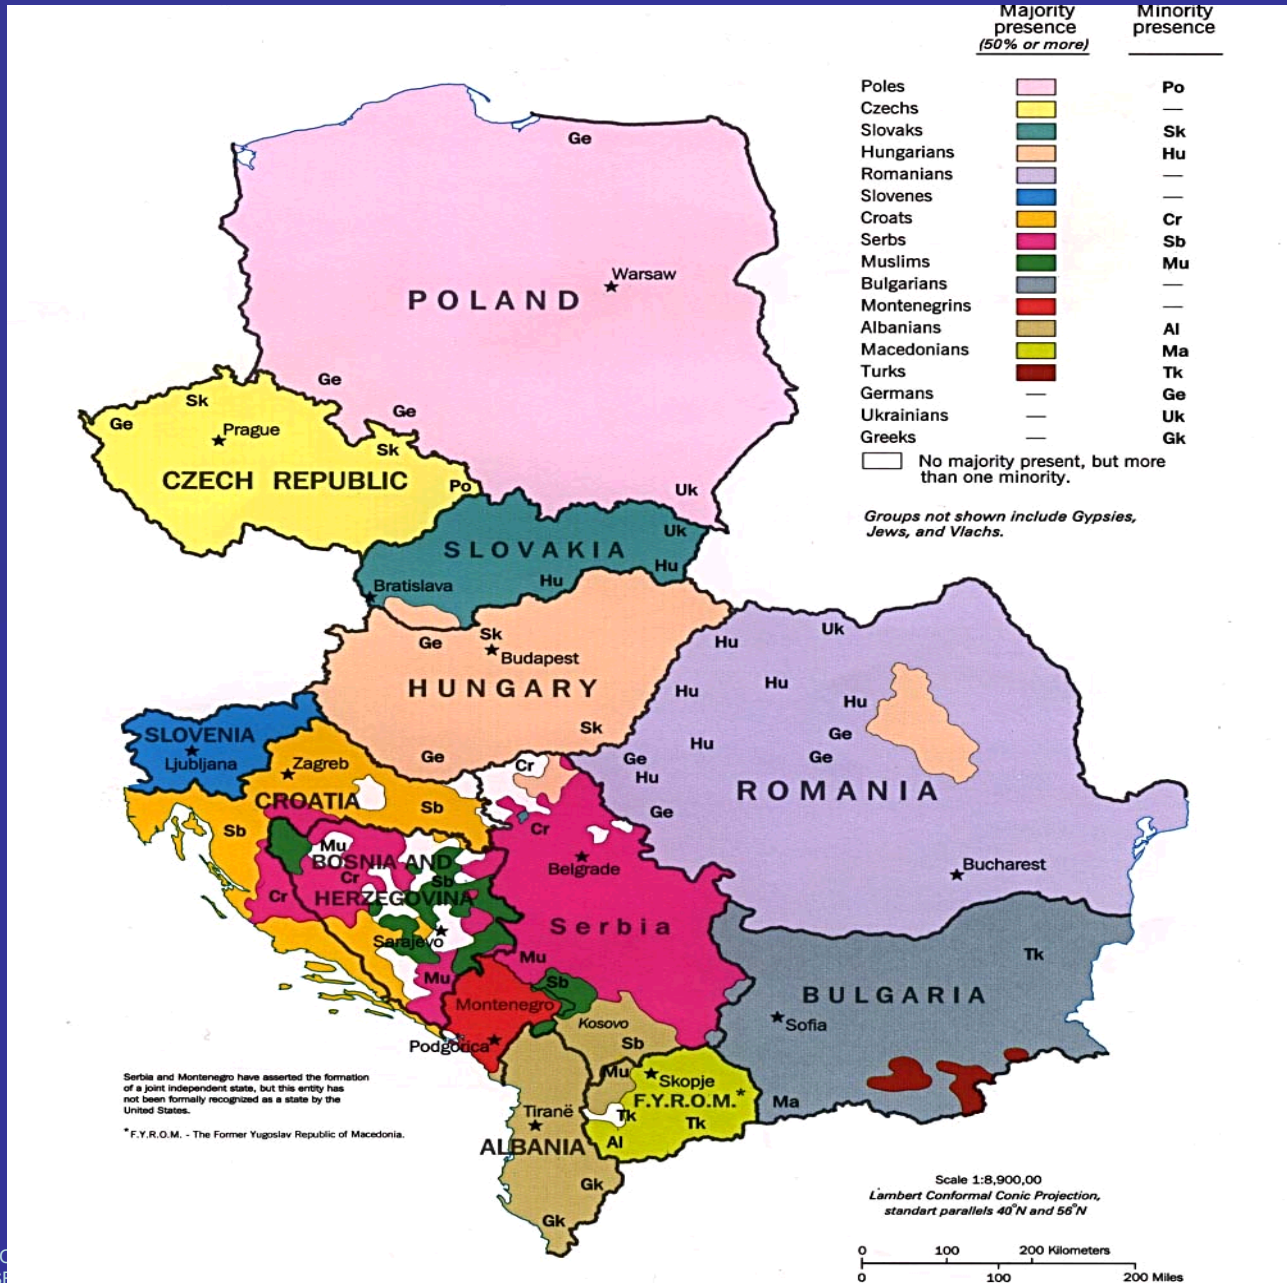 Majority
presence
(50% or more)
Minority
presence
Poles Po
Czechs —
Slovaks Sk
Hungarians Hu
Romanians —
Slovenes —
Croats Cr
Serbs Sb
Muslims Mu
Bulgarians —
Montenegrins —
Albanians Al
Macedonians Ma
Turks Tk
Germans — Ge
Ukrainians — Uk
Greeks — Gk
No majority present, but more
than one minority.
Groups not shown include Gypsies,
Jews, and Vlachs.
Ge
Warsaw
POLAND
Ge
Ge
Uk
Sk
Ge
Prague
Sk
CZECH REPUBLIC
Po
Uk
SLOVAKIA
Hu
Hu
Bratislava
Ge
Sk
Budapest
HUNGARY
Sk
Ge
Hu
Uk
Hu
Hu
Hu
Ge
Hu
Ge
Ge
Hu
Ge
ROMANIA
Bucharest
SLOVENIA
Ljubljana
Zagreb
CROATIA
Sb
Sb
Cr
Cr
Belgrade
Serbia
Mu
Mu
BOSNIA AND
Cr
Sb
HERZEGOVINA
Cr
Sarajevo
Mu
Sb
Montenegro
Podgorica
Kosovo
Sb
Tk
BULGARIA
Sofia
Ma
Mu
Skopje
F.Y.R.O.M.*
Tk
Tk
Al
Tiranë
ALBANIA
Gk
Gk
Serbia and Montenegro have asserted the formation
of a joint independent state, but this entity has
not been formally recognized as a state by the
United States.
*F.Y.R.O.M. - The Former Yugoslav Republic of Macedonia.
Scale 1:8,900,00
Lambert Conformal Conic Projection,
standart parallels 40°N and 56°N
0 100 200 Kilometers
0 100 200 Miles